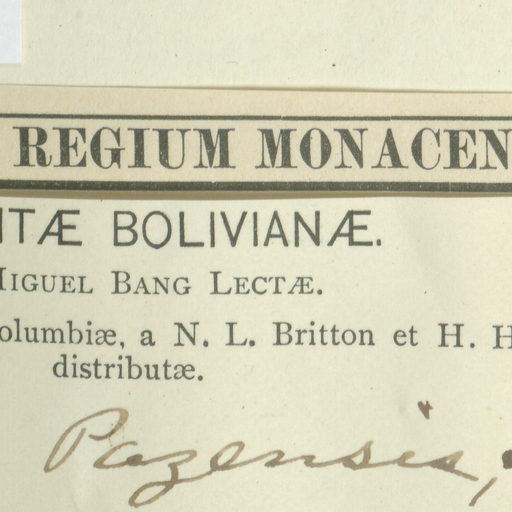 REGIUM MONACEN
ITÆ BOLIVIANÆ.
MIGUEL BANG LECTÆ.
olumbiæ, a N. L. Britton et H. H
distributæ.
Pazensis,